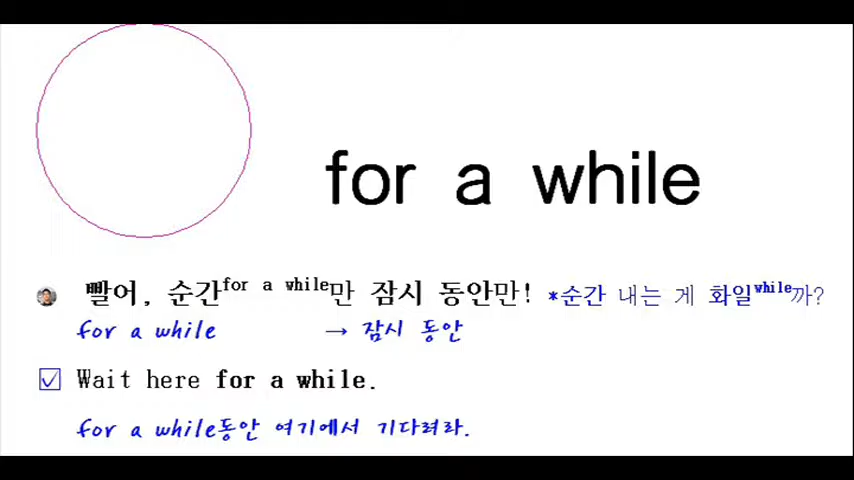 for a while
빨어, 순간for a while만 잠시 동안만! *순간 내는 게 화일while까?
for a while → 잠시 동안
☑ Wait here for a while.
for a while동안 여기에서 기다려라.